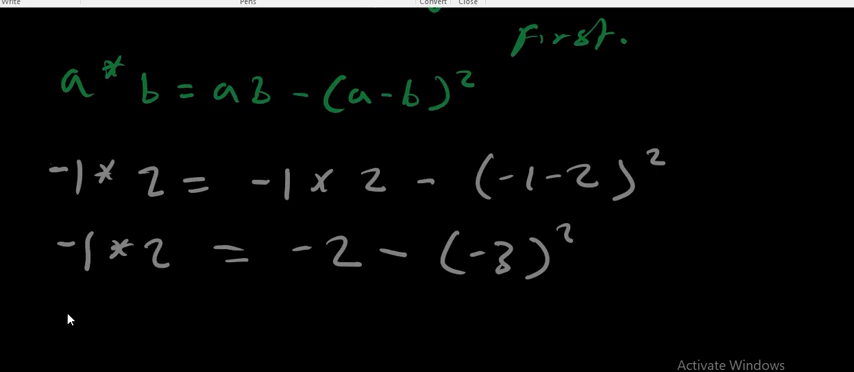 Write Pens Convert Close
First.
a * b = ab - (a-b)²
-1 * 2 = -1 × 2 - (-1-2)²
-1 * 2 = -2 - (-3)²
Activate Windows